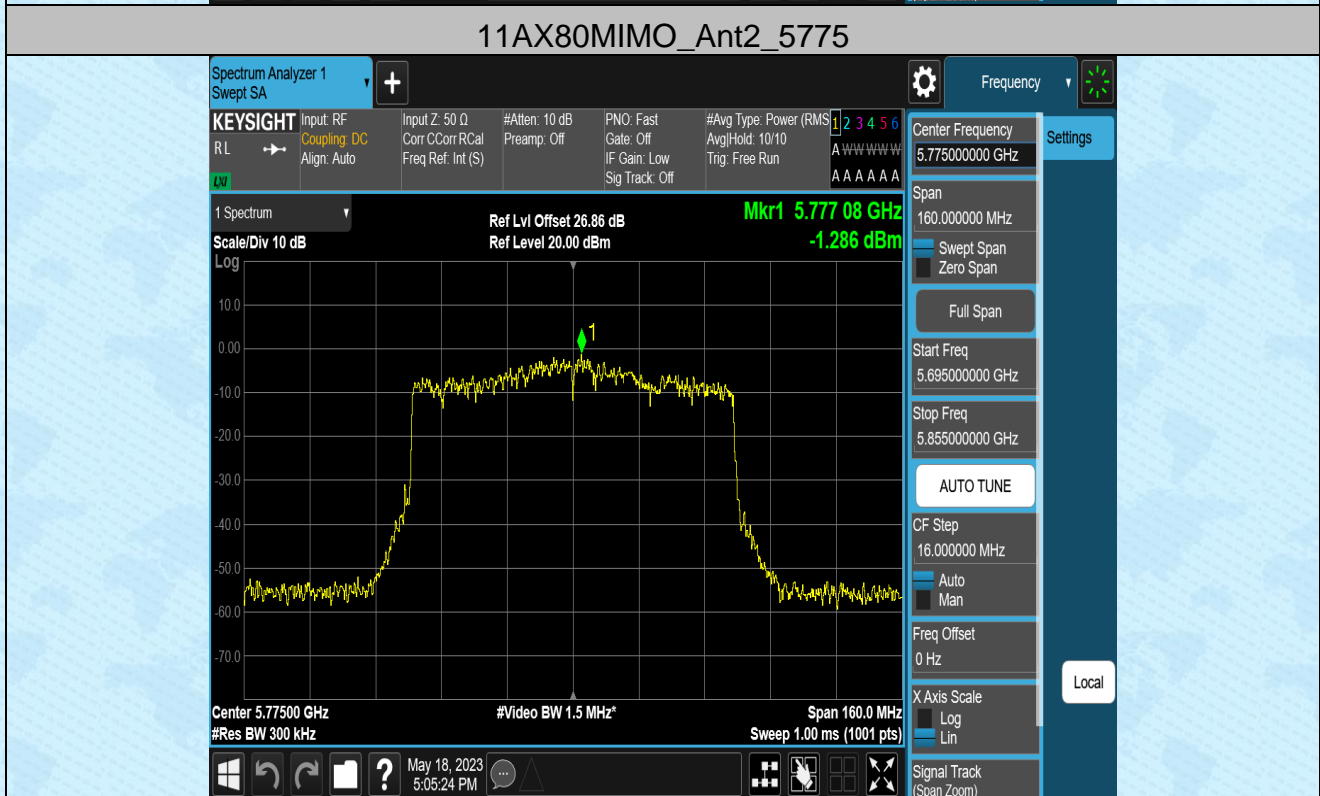 11AX80MIMO_Ant2_5775
Spectrum Analyzer 1
Swept SA
Frequency
KEYSIGHT
RL
LXI
Input: RF
Coupling: DC
Align: Auto
Input Z: 50 Ω
Corr CCorr RCal
Freq Ref: Int (S)
#Atten: 10 dB
Preamp: Off
PNO: Fast
Gate: Off
IF Gain: Low
Sig Track: Off
#Avg Type: Power (RMS
Avg|Hold: 10/10
Trig: Free Run
1 2 3 4 5 6
A W W W W W
A A A A A A
Center Frequency
5.775000000 GHz
Settings
1 Spectrum
Scale/Div 10 dB
Log
Ref Lvl Offset 26.86 dB
Ref Level 20.00 dBm
Mkr1 5.777 08 GHz
-1.286 dBm
10.0
0.00
-10.0
-20.0
-30.0
-40.0
-50.0
-60.0
-70.0
1
Center 5.77500 GHz
#Res BW 300 kHz
#Video BW 1.5 MHz*
Span 160.0 MHz
Sweep 1.00 ms (1001 pts)
Span
160.000000 MHz
Swept Span
Zero Span
Full Span
Start Freq
5.695000000 GHz
Stop Freq
5.855000000 GHz
AUTO TUNE
CF Step
16.000000 MHz
Auto
Man
Freq Offset
0 Hz
X Axis Scale
Log
Lin
Local
Signal Track
(Span Zoom)
?
May 18, 2023
5:05:24 PM